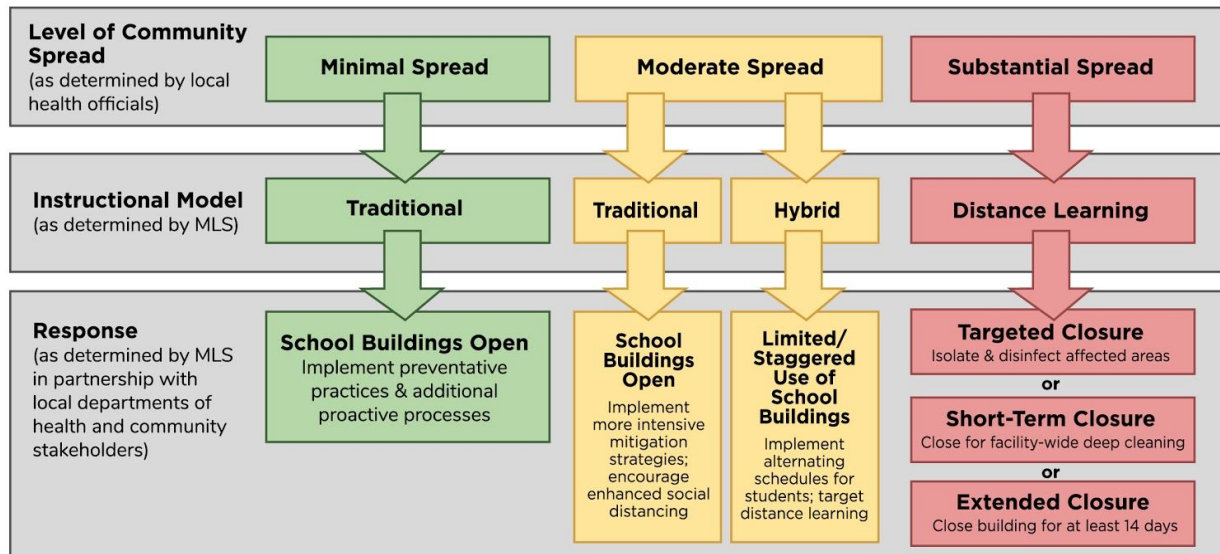 Level of Community
Spread
(as determined by local
health officials)
Minimal Spread
Moderate Spread
Substantial Spread
Instructional Model
(as determined by MLS)
Traditional
Traditional
Hybrid
Distance Learning
Response
(as determined by MLS
in partnership with
local departments of
health and community
stakeholders)
School Buildings Open
Implement preventative
practices & additional
proactive processes
School
Buildings
Open
Implement
more intensive
mitigation
strategies;
encourage
enhanced social
distancing
Limited/
Staggered
Use of
School
Buildings
Implement
alternating
schedules for
students; target
distance learning
Targeted Closure
Isolate & disinfect affected areas
or
Short-Term Closure
Close for facility-wide deep cleaning
or
Extended Closure
Close building for at least 14 days